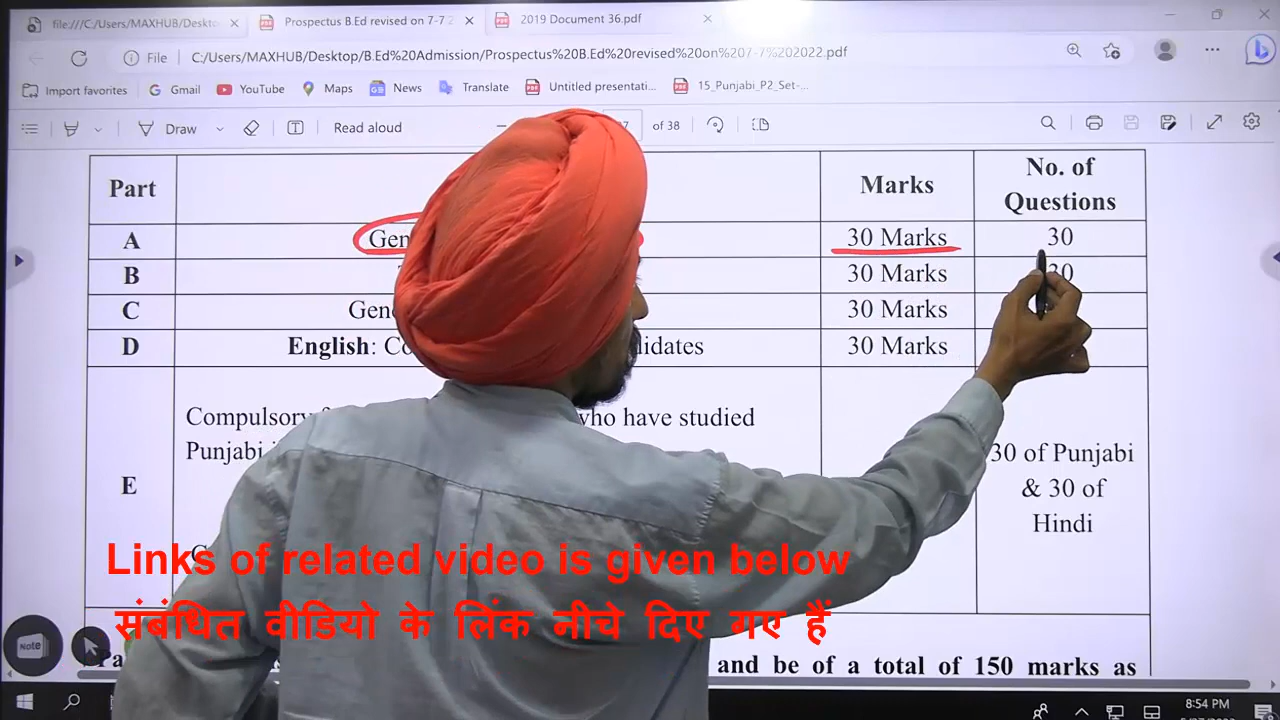 file:///C:/Users/MAXHUB/Deskto
Prospectus B.Ed revised on 7-7 2
2019 Document 36.pdf
File
C:/Users/MAXHUB/Desktop/B.Ed%20Admission/Prospectus%20B.Ed%20revised%20on%207-7%202022.pdf
Import favorites
Gmail
YouTube
Maps
News
Translate
Untitled presentati...
15_Punjabi_P2_Set-...
Draw
Read aloud
of 38
Part
Marks
No. of
Questions
A
30 Marks
30
B
30 Marks
C
30 Marks
D
English:
30 Marks
E
Compulsory
who have studied
Punjabi
30 of Punjabi
& 30 of
Hindi
Links of related video is given below
संबंधित वीडियो के लिंक नीचे दिए गए हैं
Note
and be of a total of 150 marks as
8:54 PM